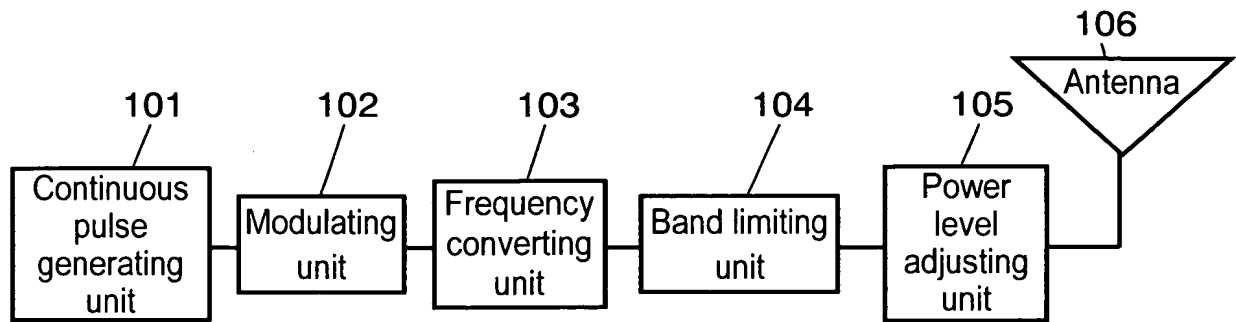 106
Antenna
101
102
103
104
105
Continuous
pulse
generating
unit
Modulating
unit
Frequency
converting
unit
Band limiting
unit
Power
level
adjusting
unit